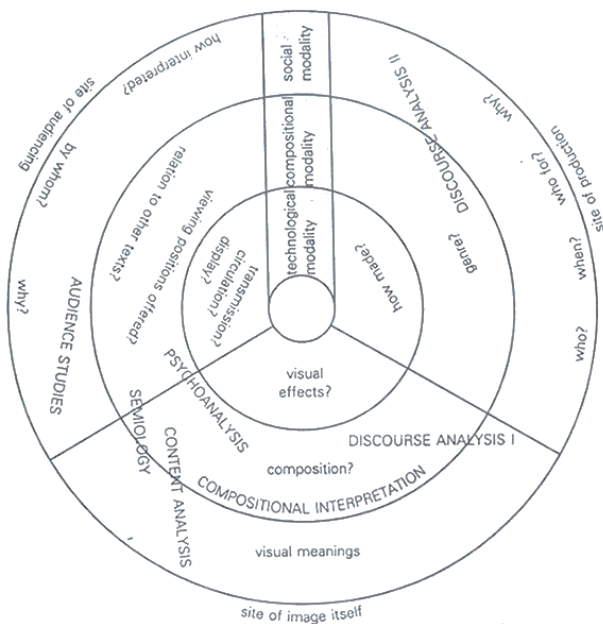 social
modality
compositional
modality
technological
modality
how interpreted?
site of audiencing
by whom?
why?
AUDIENCE STUDIES
relation to other texts?
viewing positions offered?
transmission?
circulation?
display?
DISCOURSE ANALYSIS II
why?
who for?
site of production
when?
who?
genre?
how made?
visual
effects?
PSYCHOANALYSIS
SEMIOLOGY
CONTENT ANALYSIS
DISCOURSE ANALYSIS I
composition?
COMPOSITIONAL INTERPRETATION
visual meanings
site of image itself